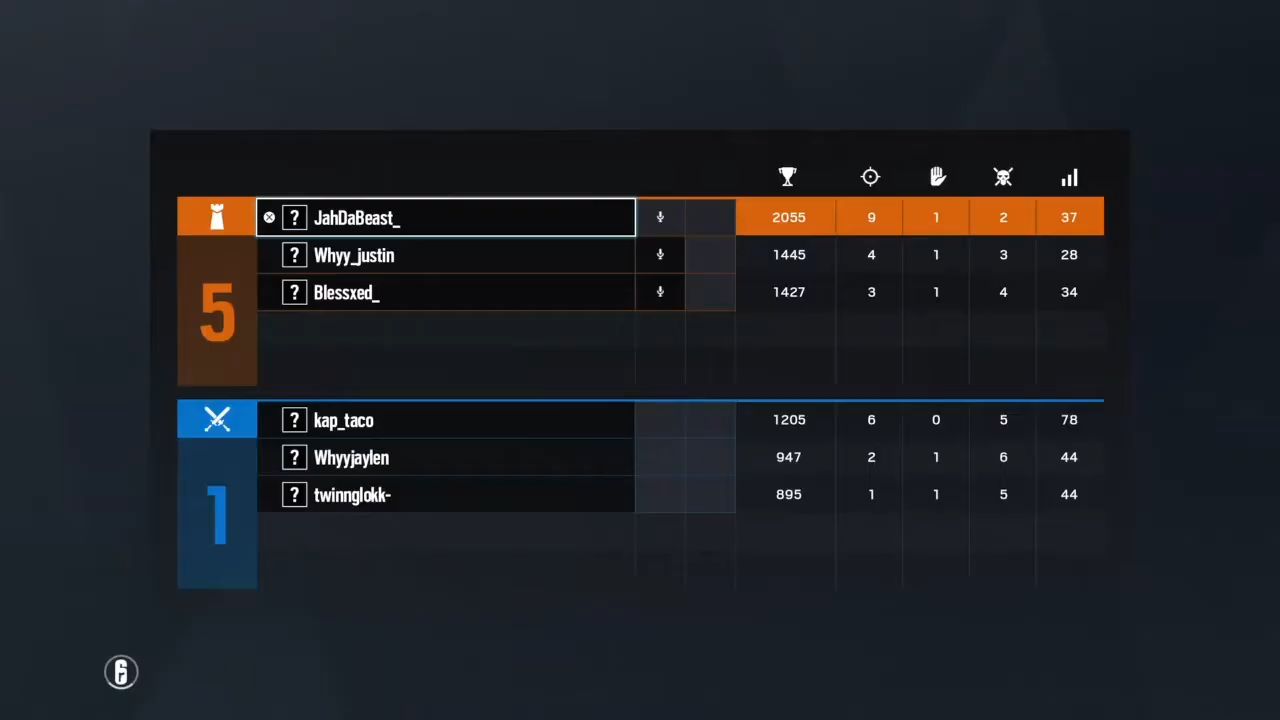 ? JahDaBeast_ 2055 9 1 2 37
? Whyy_justin 1445 4 1 3 28
5
? Blessxed_ 1427 3 1 4 34
? kap_taco 1205 6 0 5 78
? Whyyjaylen 947 2 1 6 44
1
? twinnglokk- 895 1 1 5 44
6